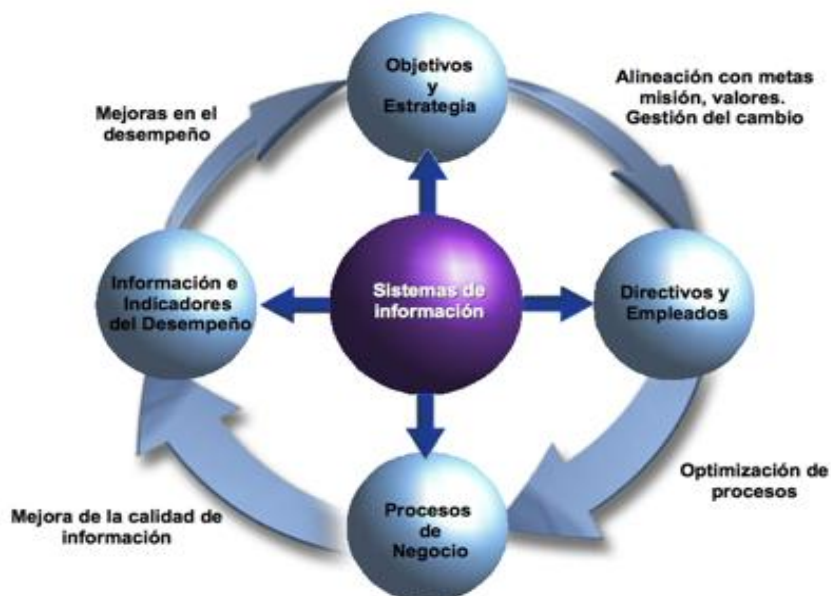 Objetivos
y
Estrategia
Alineación con metas
misión, valores.
Gestión del cambio
Mejoras en el
desempeño
Información e
Indicadores
del Desempeño
Sistemas de
información
Directivos y
Empleados
Optimización de
procesos
Procesos
de
Negocio
Mejora de la calidad de
información